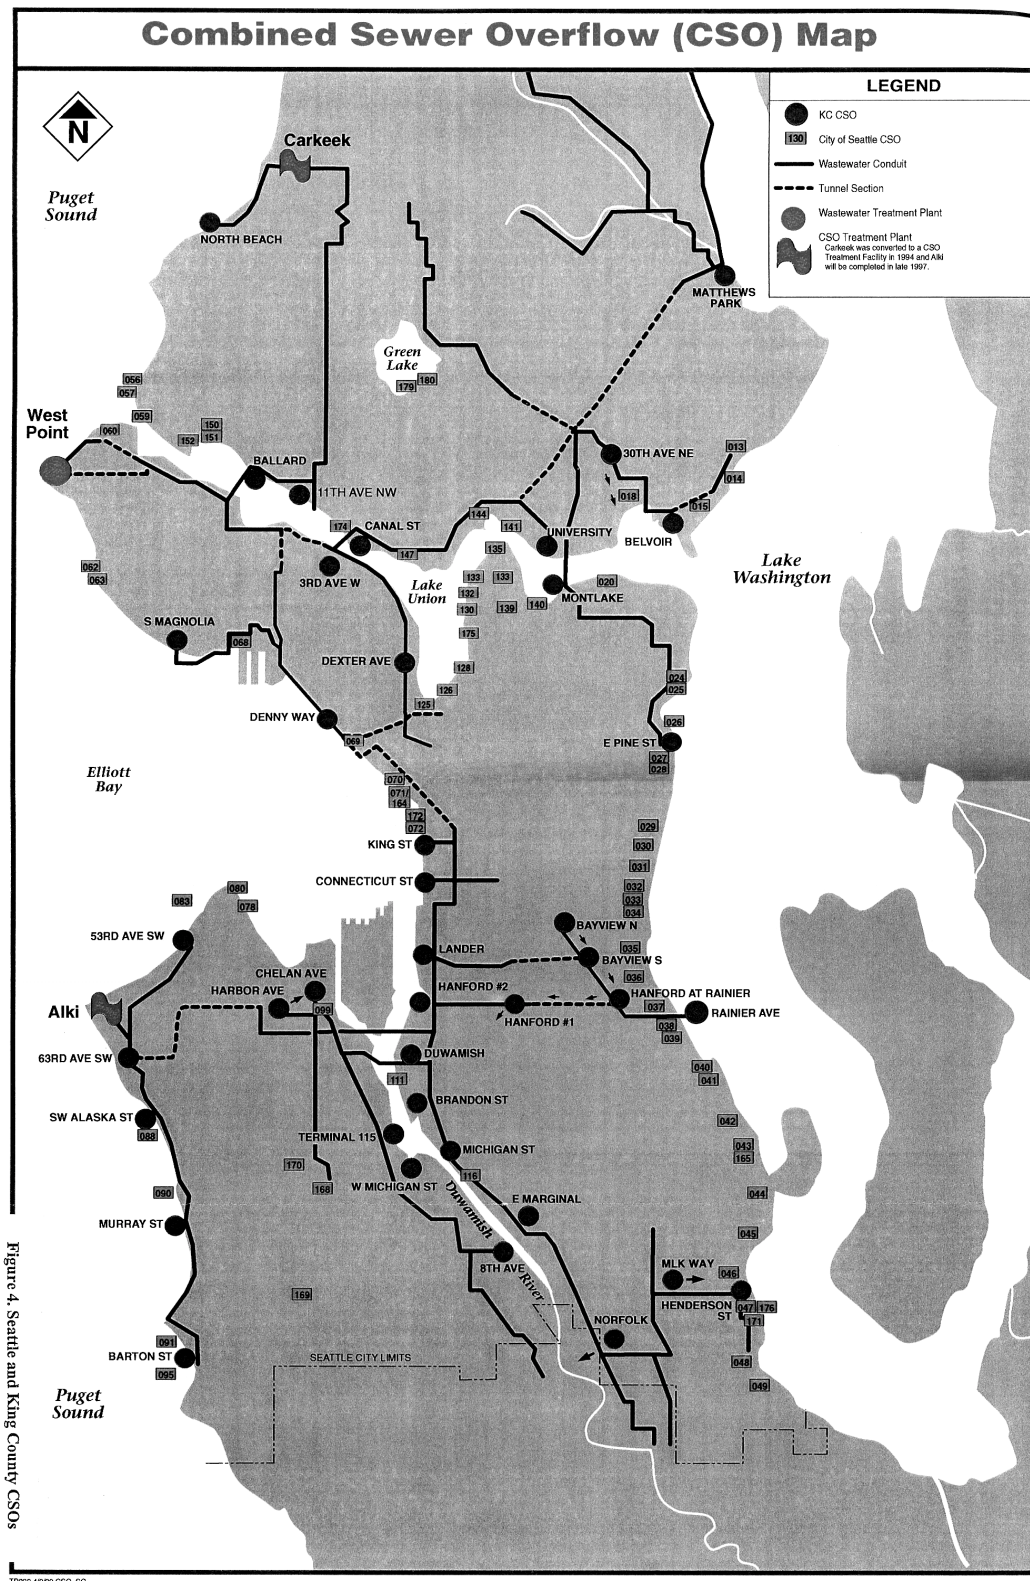 Combined Sewer Overflow (CSO) Map
LEGEND
KC CSO
130
City of Seattle CSO
Wastewater Conduit
Tunnel Section
Wastewater Treatment Plant
CSO Treatment Plant
Carkeek was converted to a CSO
Treatment Facility in 1994 and Alki
will be completed in late 1997.
N
Carkeek
Puget
Sound
NORTH BEACH
MATTHEWS
PARK
Green
Lake
180
179
056
057
059
060
West
Point
150
151
152
BALLARD
11TH AVE NW
30TH AVE NE
013
014
015
018
BELVOIR
174
CANAL ST
144
141
UNIVERSITY
147
135
3RD AVE W
Lake
Union
133
133
132
130
139
140
MONTLAKE
020
Lake
Washington
062
063
S MAGNOLIA
068
175
DEXTER AVE
128
126
125
024
025
026
DENNY WAY
069
E PINE ST
027
028
Elliott
Bay
070
071/
164
172
072
KING ST
029
030
031
CONNECTICUT ST
032
033
034
080
083
078
53RD AVE SW
BAYVIEW N
LANDER
035
BAYVIEW S
036
CHELAN AVE
HARBOR AVE
HANFORD #2
HANFORD AT RAINIER
037
RAINIER AVE
Alki
099
HANFORD #1
038
039
63RD AVE SW
DUWAMISH
040
041
111
BRANDON ST
SW ALASKA ST
088
042
TERMINAL 115
MICHIGAN ST
043
165
170
168
W MICHIGAN ST
116
090
044
Duwamish
River
E MARGINAL
MURRAY ST
045
8TH AVE
MLK WAY
046
169
HENDERSON
ST
047
176
171
NORFOLK
091
BARTON ST
095
SEATTLE CITY LIMITS
048
049
Puget
Sound
Figure 4. Seattle and King County CSOs